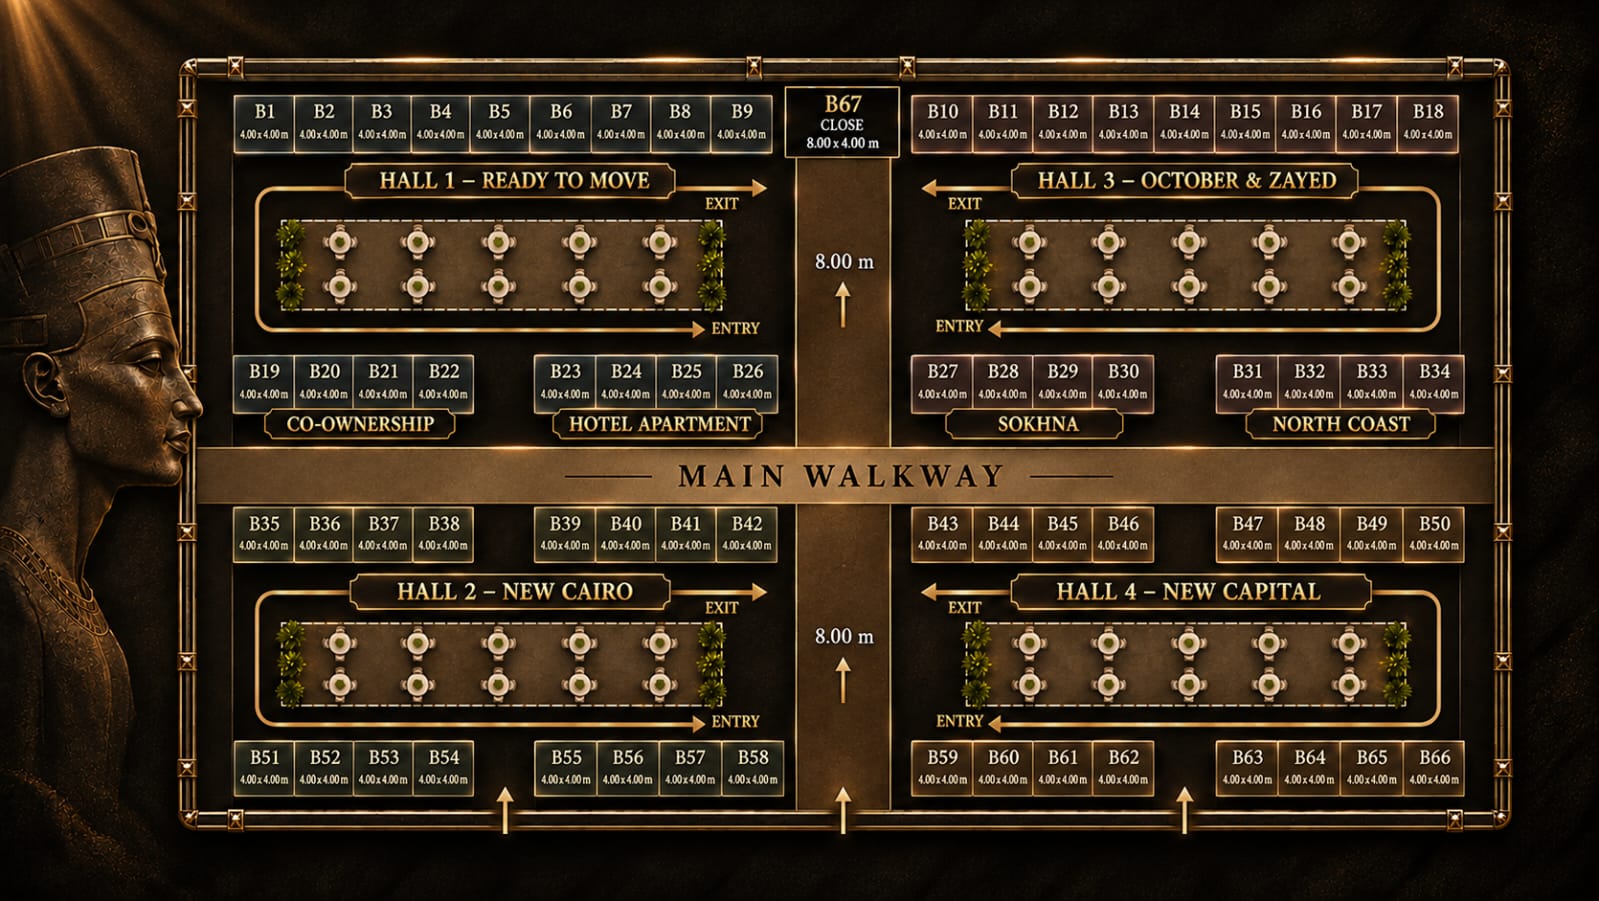 B1 B2 B3 B4 B5 B6 B7 B8 B9
4.00 x 4.00 m 4.00 x 4.00 m 4.00 x 4.00 m 4.00 x 4.00 m 4.00 x 4.00 m 4.00 x 4.00 m 4.00 x 4.00 m 4.00 x 4.00 m 4.00 x 4.00 m
B67
CLOSE
8.00 x 4.00 m
B10 B11 B12 B13 B14 B15 B16 B17 B18
4.00 x 4.00 m 4.00 x 4.00 m 4.00 x 4.00 m 4.00 x 4.00 m 4.00 x 4.00 m 4.00 x 4.00 m 4.00 x 4.00 m 4.00 x 4.00 m 4.00 x 4.00 m
HALL 1 – READY TO MOVE
EXIT
ENTRY
HALL 3 – OCTOBER & ZAYED
EXIT
ENTRY
8.00 m
B19 B20 B21 B22
4.00 x 4.00 m 4.00 x 4.00 m 4.00 x 4.00 m 4.00 x 4.00 m
CO-OWNERSHIP
B23 B24 B25 B26
4.00 x 4.00 m 4.00 x 4.00 m 4.00 x 4.00 m 4.00 x 4.00 m
HOTEL APARTMENT
B27 B28 B29 B30
4.00 x 4.00 m 4.00 x 4.00 m 4.00 x 4.00 m 4.00 x 4.00 m
SOKHNA
B31 B32 B33 B34
4.00 x 4.00 m 4.00 x 4.00 m 4.00 x 4.00 m 4.00 x 4.00 m
NORTH COAST
MAIN WALKWAY
B35 B36 B37 B38
4.00 x 4.00 m 4.00 x 4.00 m 4.00 x 4.00 m 4.00 x 4.00 m
B39 B40 B41 B42
4.00 x 4.00 m 4.00 x 4.00 m 4.00 x 4.00 m 4.00 x 4.00 m
B43 B44 B45 B46
4.00 x 4.00 m 4.00 x 4.00 m 4.00 x 4.00 m 4.00 x 4.00 m
B47 B48 B49 B50
4.00 x 4.00 m 4.00 x 4.00 m 4.00 x 4.00 m 4.00 x 4.00 m
HALL 2 – NEW CAIRO
EXIT
ENTRY
HALL 4 – NEW CAPITAL
EXIT
ENTRY
8.00 m
B51 B52 B53 B54
4.00 x 4.00 m 4.00 x 4.00 m 4.00 x 4.00 m 4.00 x 4.00 m
B55 B56 B57 B58
4.00 x 4.00 m 4.00 x 4.00 m 4.00 x 4.00 m 4.00 x 4.00 m
B59 B60 B61 B62
4.00 x 4.00 m 4.00 x 4.00 m 4.00 x 4.00 m 4.00 x 4.00 m
B63 B64 B65 B66
4.00 x 4.00 m 4.00 x 4.00 m 4.00 x 4.00 m 4.00 x 4.00 m